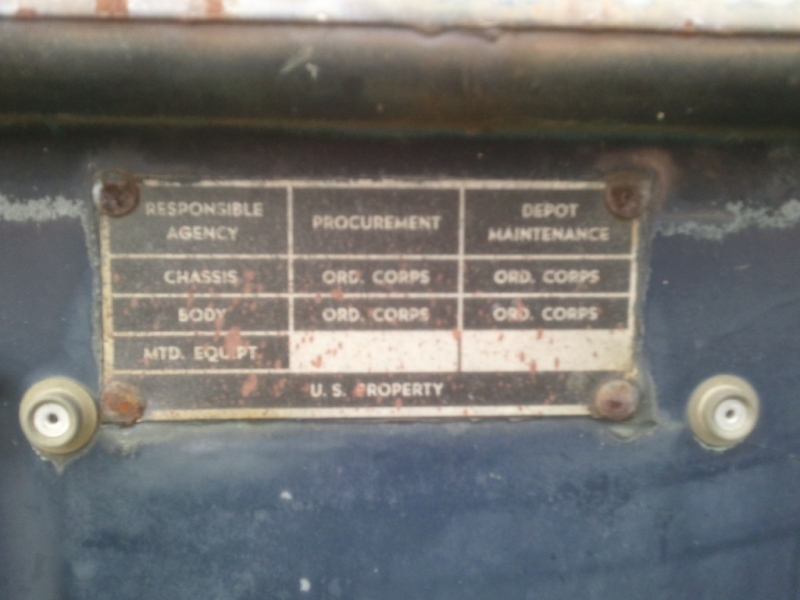 RESPONSIBLE AGENCY PROCUREMENT DEPOT MAINTENANCE
CHASSIS ORD. CORPS ORD. CORPS
BODY ORD. CORPS ORD. CORPS
MTD. EQUIPT
U. S. PROPERTY